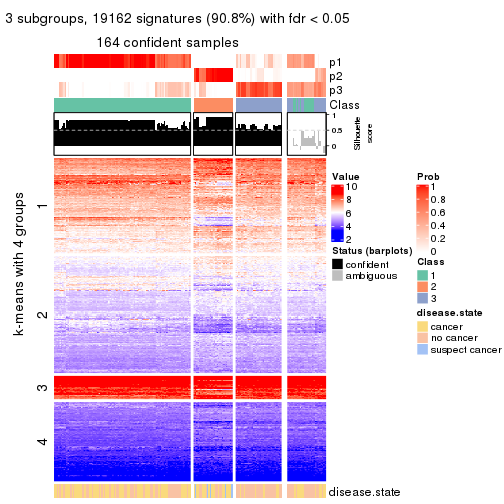 3 subgroups, 19162 signatures (90.8%) with fdr < 0.05
164 confident samples
p1
p2
p3
Class
1
0.5
0
Silhouette
score
k-means with 4 groups
1
2
3
4
disease.state
Value
10
8
6
4
2
Status (barplots)
confident
ambiguous
Prob
1
0.8
0.6
0.4
0.2
0
Class
1
2
3
disease.state
cancer
no cancer
suspect cancer